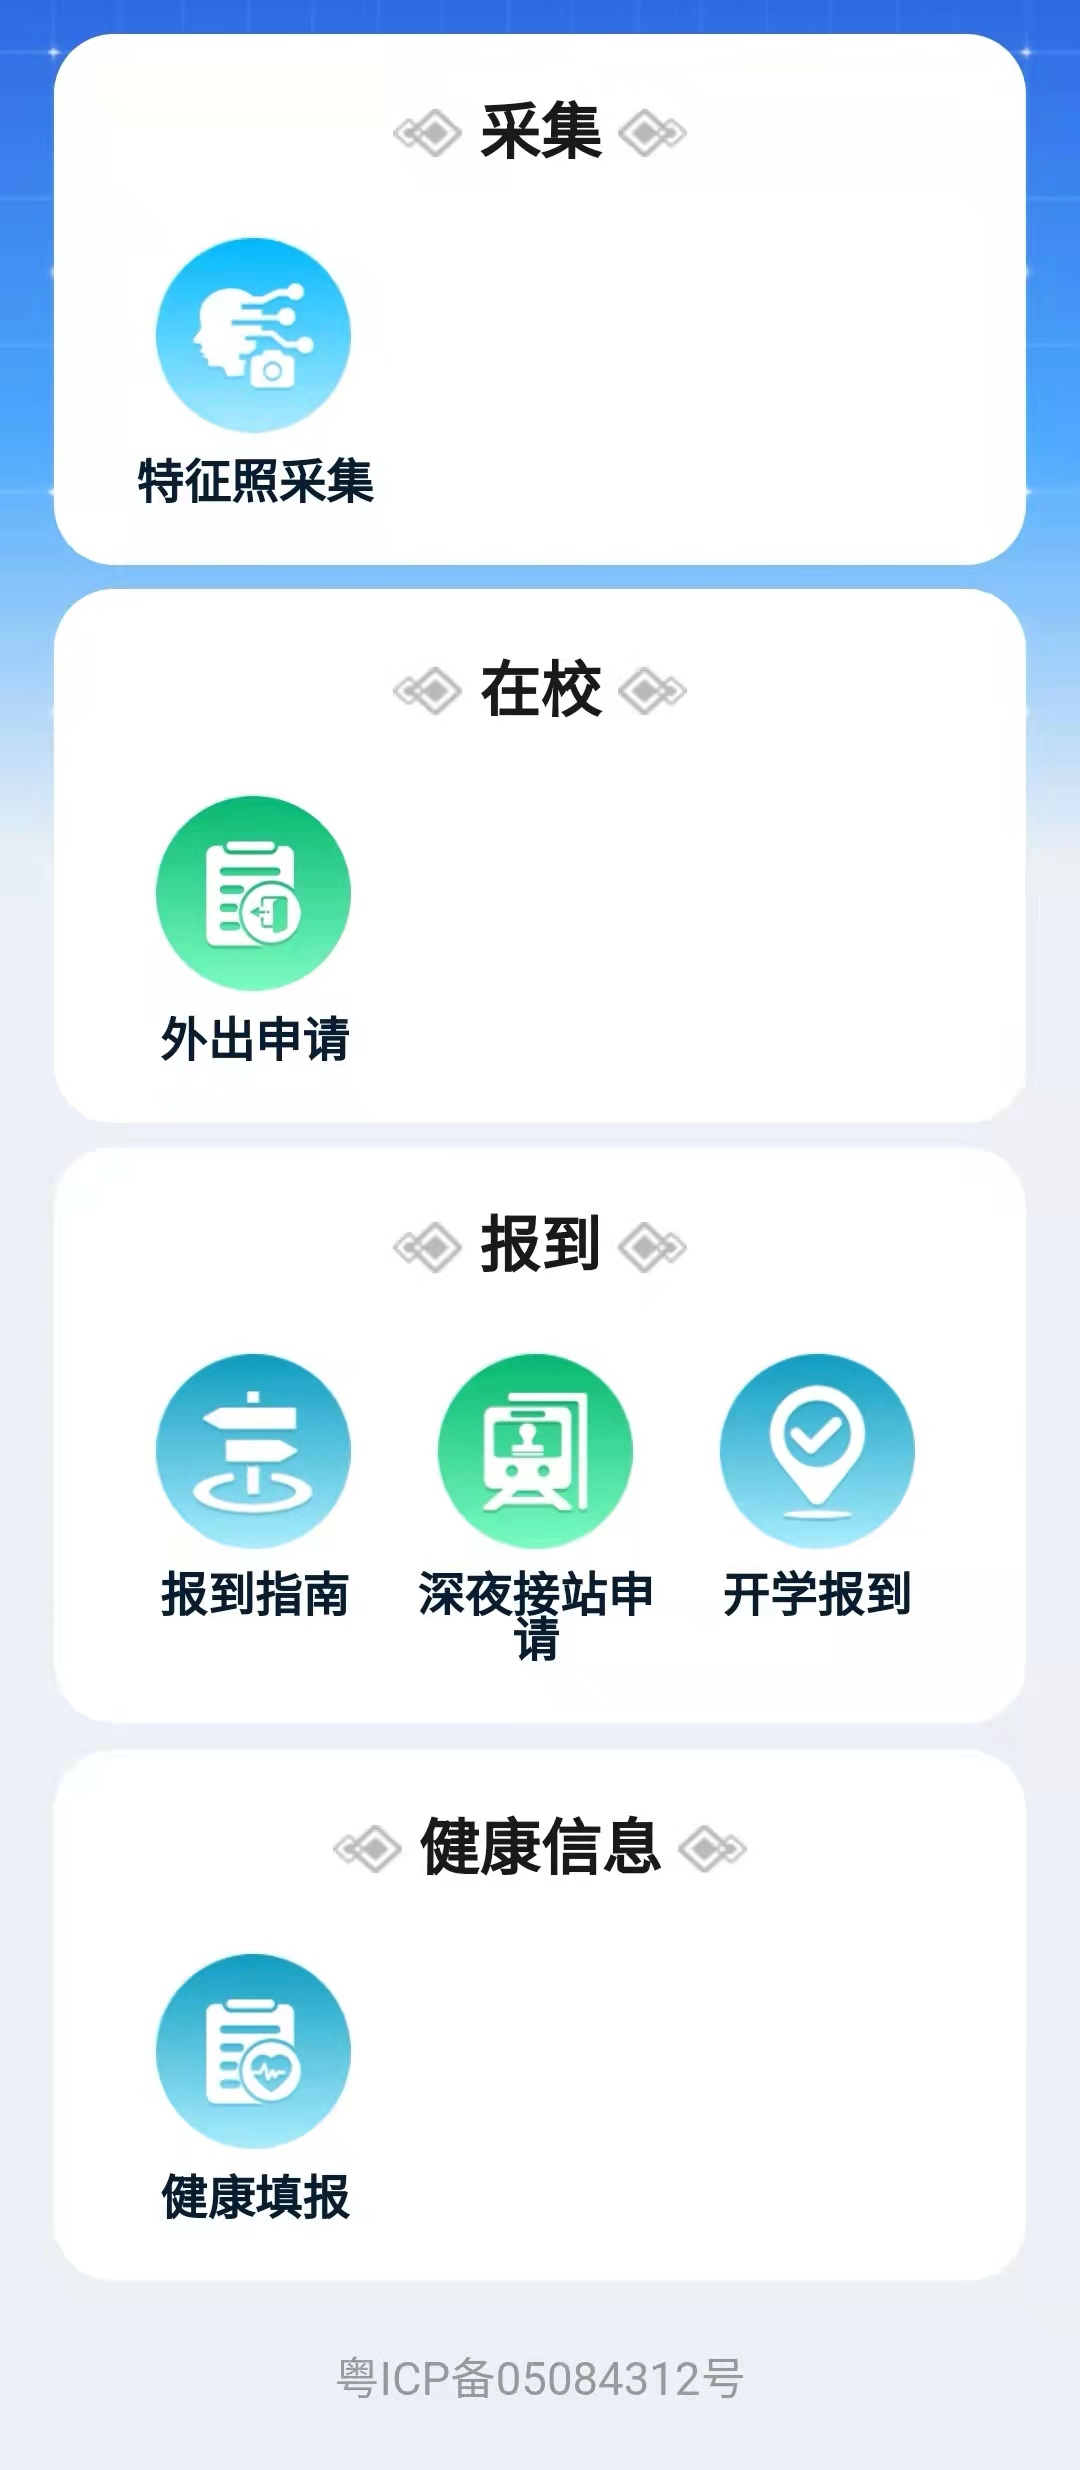 采集
特征照采集
在校
外出申请
报到
报到指南
深夜接站申
请
开学报到
健康信息
健康填报
粤ICP备05084312号